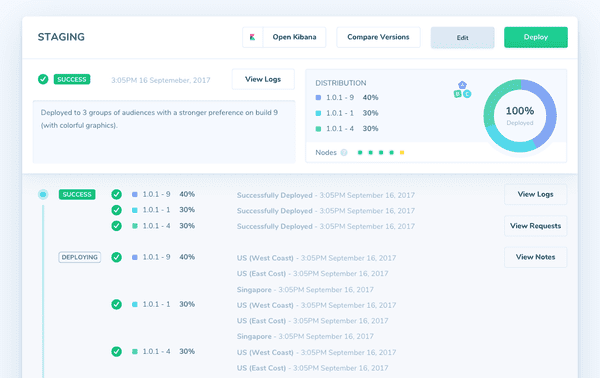 STAGING
Open Kibana
Compare Versions
Edit
Deploy
SUCCESS
3:05PM 16 Septemeber, 2017
View Logs
Deployed to 3 groups of audiences with a stronger preference on build 9
(with colorful graphics).
DISTRIBUTION
1.0.1 - 9 40%
1.0.1 - 1 30%
1.0.1 - 4 30%
Nodes
B C
100%
Deployed
SUCCESS 1.0.1 - 9 40% Successfully Deployed - 3:05PM September 16, 2017 View Logs
1.0.1 - 1 30% Successfully Deployed - 3:05PM September 16, 2017
1.0.1 - 4 30% Successfully Deployed - 3:05PM September 16, 2017 View Requests
DEPLOYING 1.0.1 - 9 40% US (West Coast) - 3:05PM September 16, 2017 View Notes
US (East Cost) - 3:05PM September 16, 2017
Singapore - 3:05PM September 16, 2017
1.0.1 - 1 30% US (West Coast) - 3:05PM September 16, 2017
US (East Cost) - 3:05PM September 16, 2017
Singapore - 3:05PM September 16, 2017
1.0.1 - 4 30% US (West Coast) - 3:05PM September 16, 2017
US (East Cost) - 3:05PM September 16, 2017